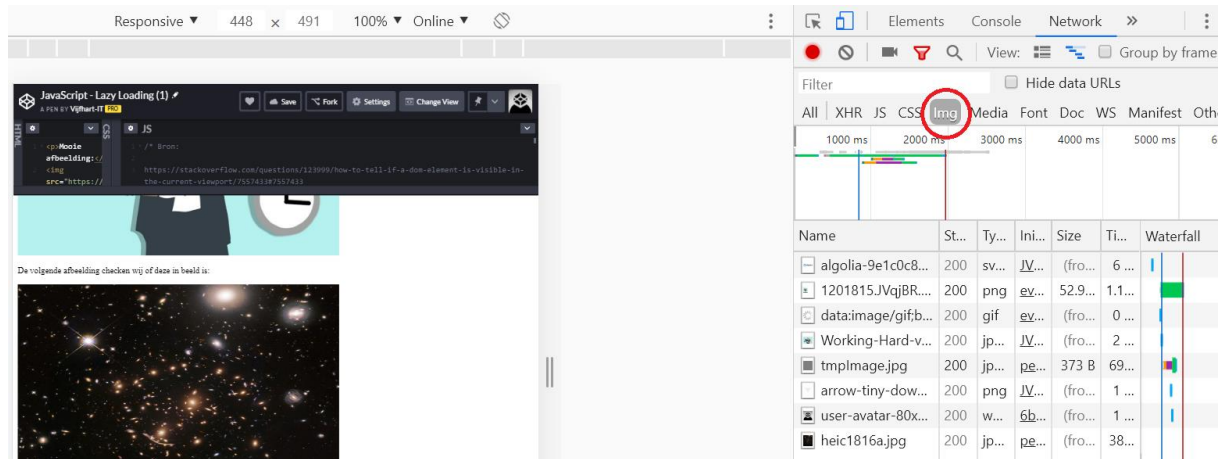 Responsive ▼ 448 x 491 100% ▼ Online ▼
JavaScript - Lazy Loading (1)
A PEN BY Vijfhart-IT PRO
Save Fork Settings Change View
HTML
<p>Mooie
afbeelding:</
<img
src="https://
CSS
JS
/* Bron:
https://stackoverflow.com/questions/123999/how-to-tell-if-a-dom-element-is-visible-in-
the-current-viewport/7557433#7557433
De volgende afbeelding checken wij of deze in beeld is:
Elements Console Network »
View: Group by frame
Filter Hide data URLs
All XHR JS CSS Img Media Font Doc WS Manifest Othe
1000 ms 2000 ms 3000 ms 4000 ms 5000 ms 6
Name St... Ty... Ini... Size Ti... Waterfall
algolia-9e1c0c8... 200 sv... JV... (fro... 6 ...
1201815.JVqjBR.... 200 png ev... 52.9... 1.1...
data:image/gif;b... 200 gif ev... (fro... 0 ...
Working-Hard-v... 200 jp... JV... (fro... 2 ...
tmpImage.jpg 200 jp... pe... 373 B 69...
arrow-tiny-dow... 200 png JV... (fro... 1 ...
user-avatar-80x... 200 w... 6b... (fro... 1 ...
heic1816a.jpg 200 jp... pe... (fro... 38...